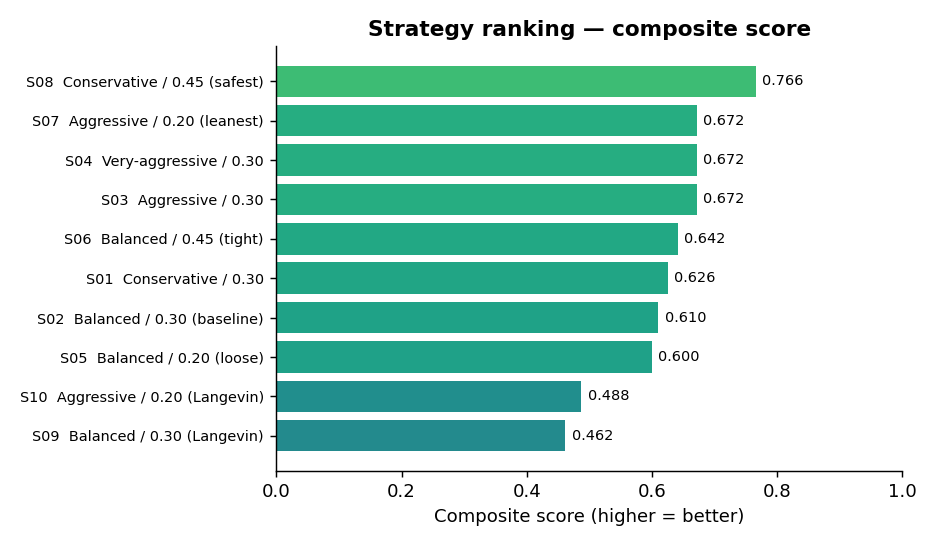 Strategy ranking — composite score
S08  Conservative / 0.45 (safest) 0.766
S07  Aggressive / 0.20 (leanest) 0.672
S04  Very-aggressive / 0.30 0.672
S03  Aggressive / 0.30 0.672
S06  Balanced / 0.45 (tight) 0.642
S01  Conservative / 0.30 0.626
S02  Balanced / 0.30 (baseline) 0.610
S05  Balanced / 0.20 (loose) 0.600
S10  Aggressive / 0.20 (Langevin) 0.488
S09  Balanced / 0.30 (Langevin) 0.462
0.0 0.2 0.4 0.6 0.8 1.0
Composite score (higher = better)